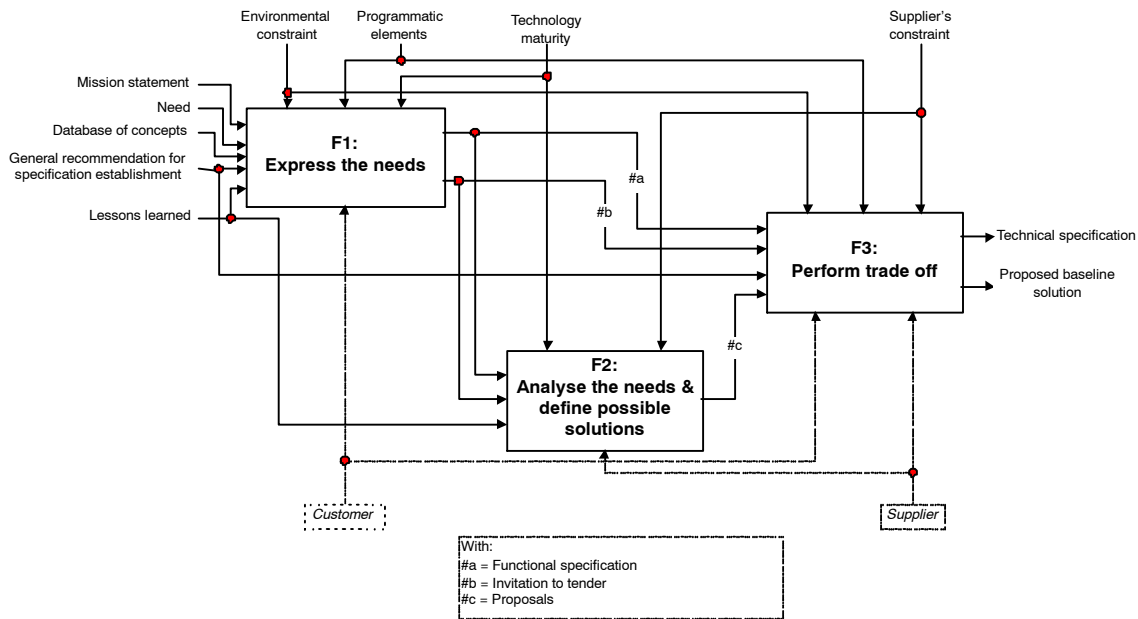 Environmental
constraint
Programmatic
elements
Technology
maturity
Supplier's
constraint
Mission statement
Need
Database of concepts
General recommendation for
specification establishment
Lessons learned
F1:
Express the needs
#a
#b
F3:
Perform trade off
Technical specification
Proposed baseline
solution
#c
F2:
Analyse the needs &
define possible
solutions
Customer
Supplier
With:
#a = Functional specification
#b = Invitation to tender
#c = Proposals